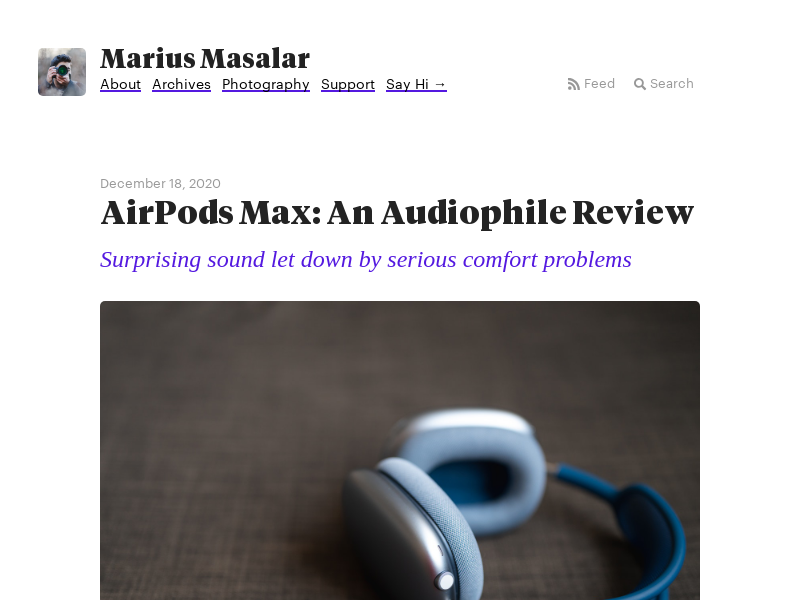 Marius Masalar
About Archives Photography Support Say Hi →
Feed Search
December 18, 2020
AirPods Max: An Audiophile Review
Surprising sound let down by serious comfort problems